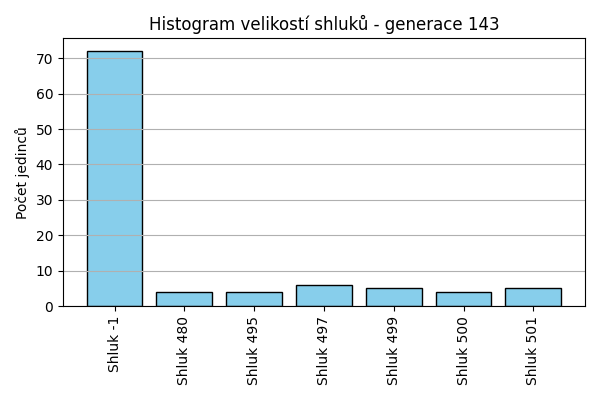 Histogram velikostí shluků - generace 143
Počet jedinců
70
60
50
40
30
20
10
0
Shluk -1
Shluk 480
Shluk 495
Shluk 497
Shluk 499
Shluk 500
Shluk 501